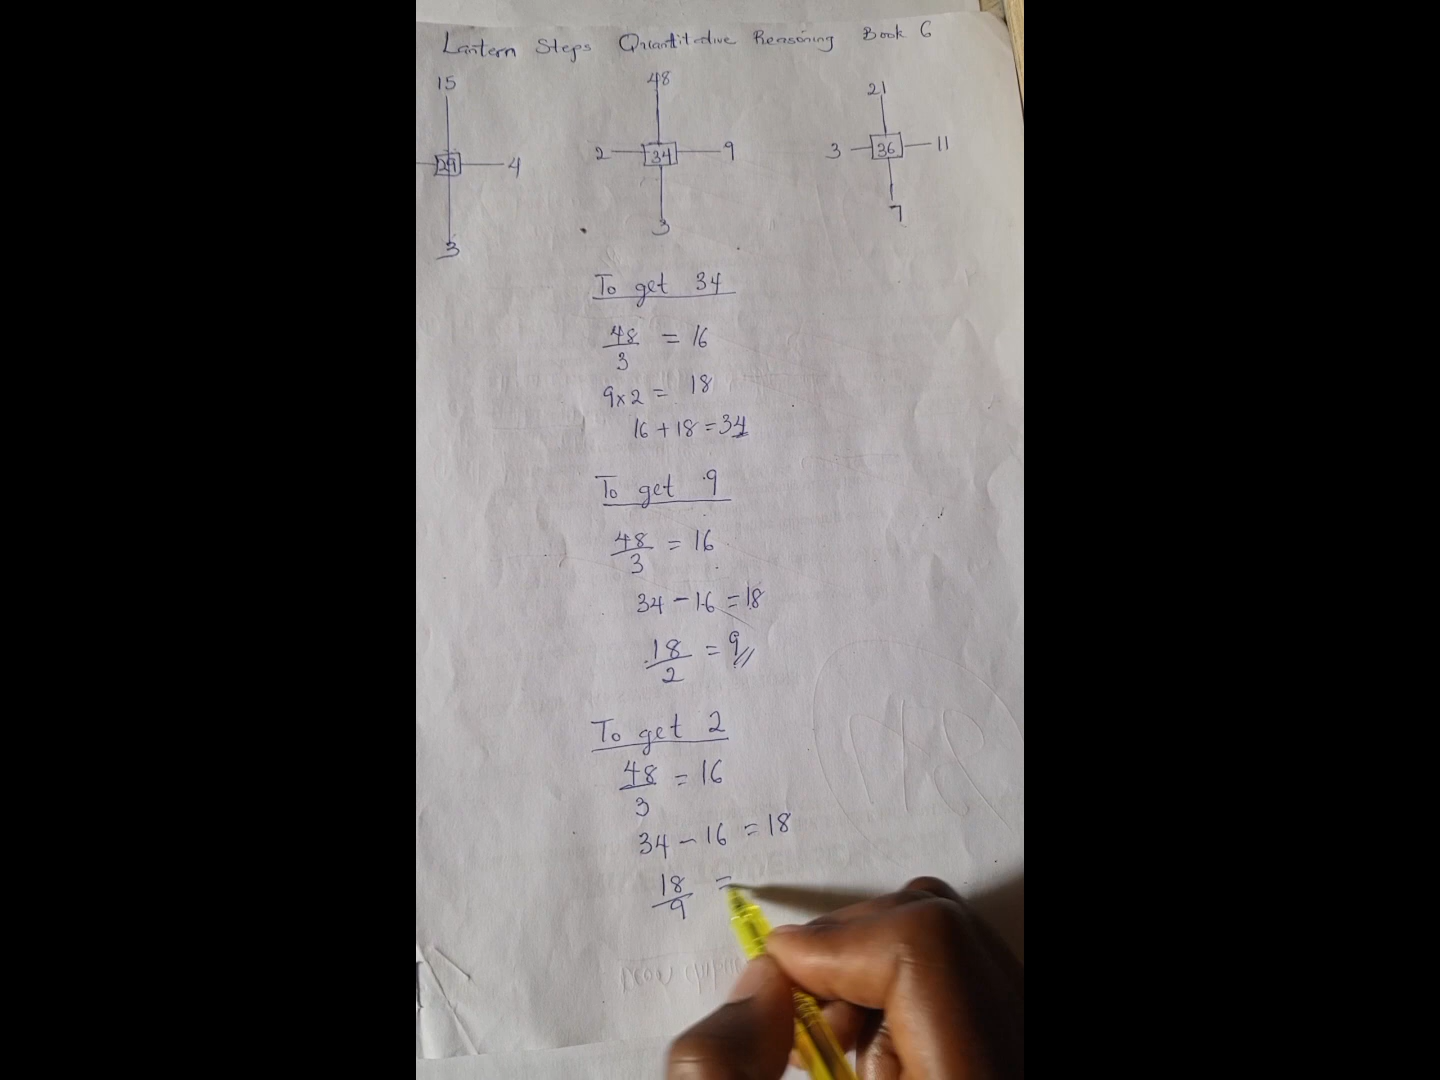 Lantern Steps Quantitative Reasoning Book 6
15 48 21
2 34 9
3 36 11
29 4
3 3 7
To get 34
48/3 = 16
9x2 = 18
16+18=34
To get 9
48/3 = 16
34-16=18
18/2 = 9//
To get 2
48/3 = 16
34-16=18
18/9 =